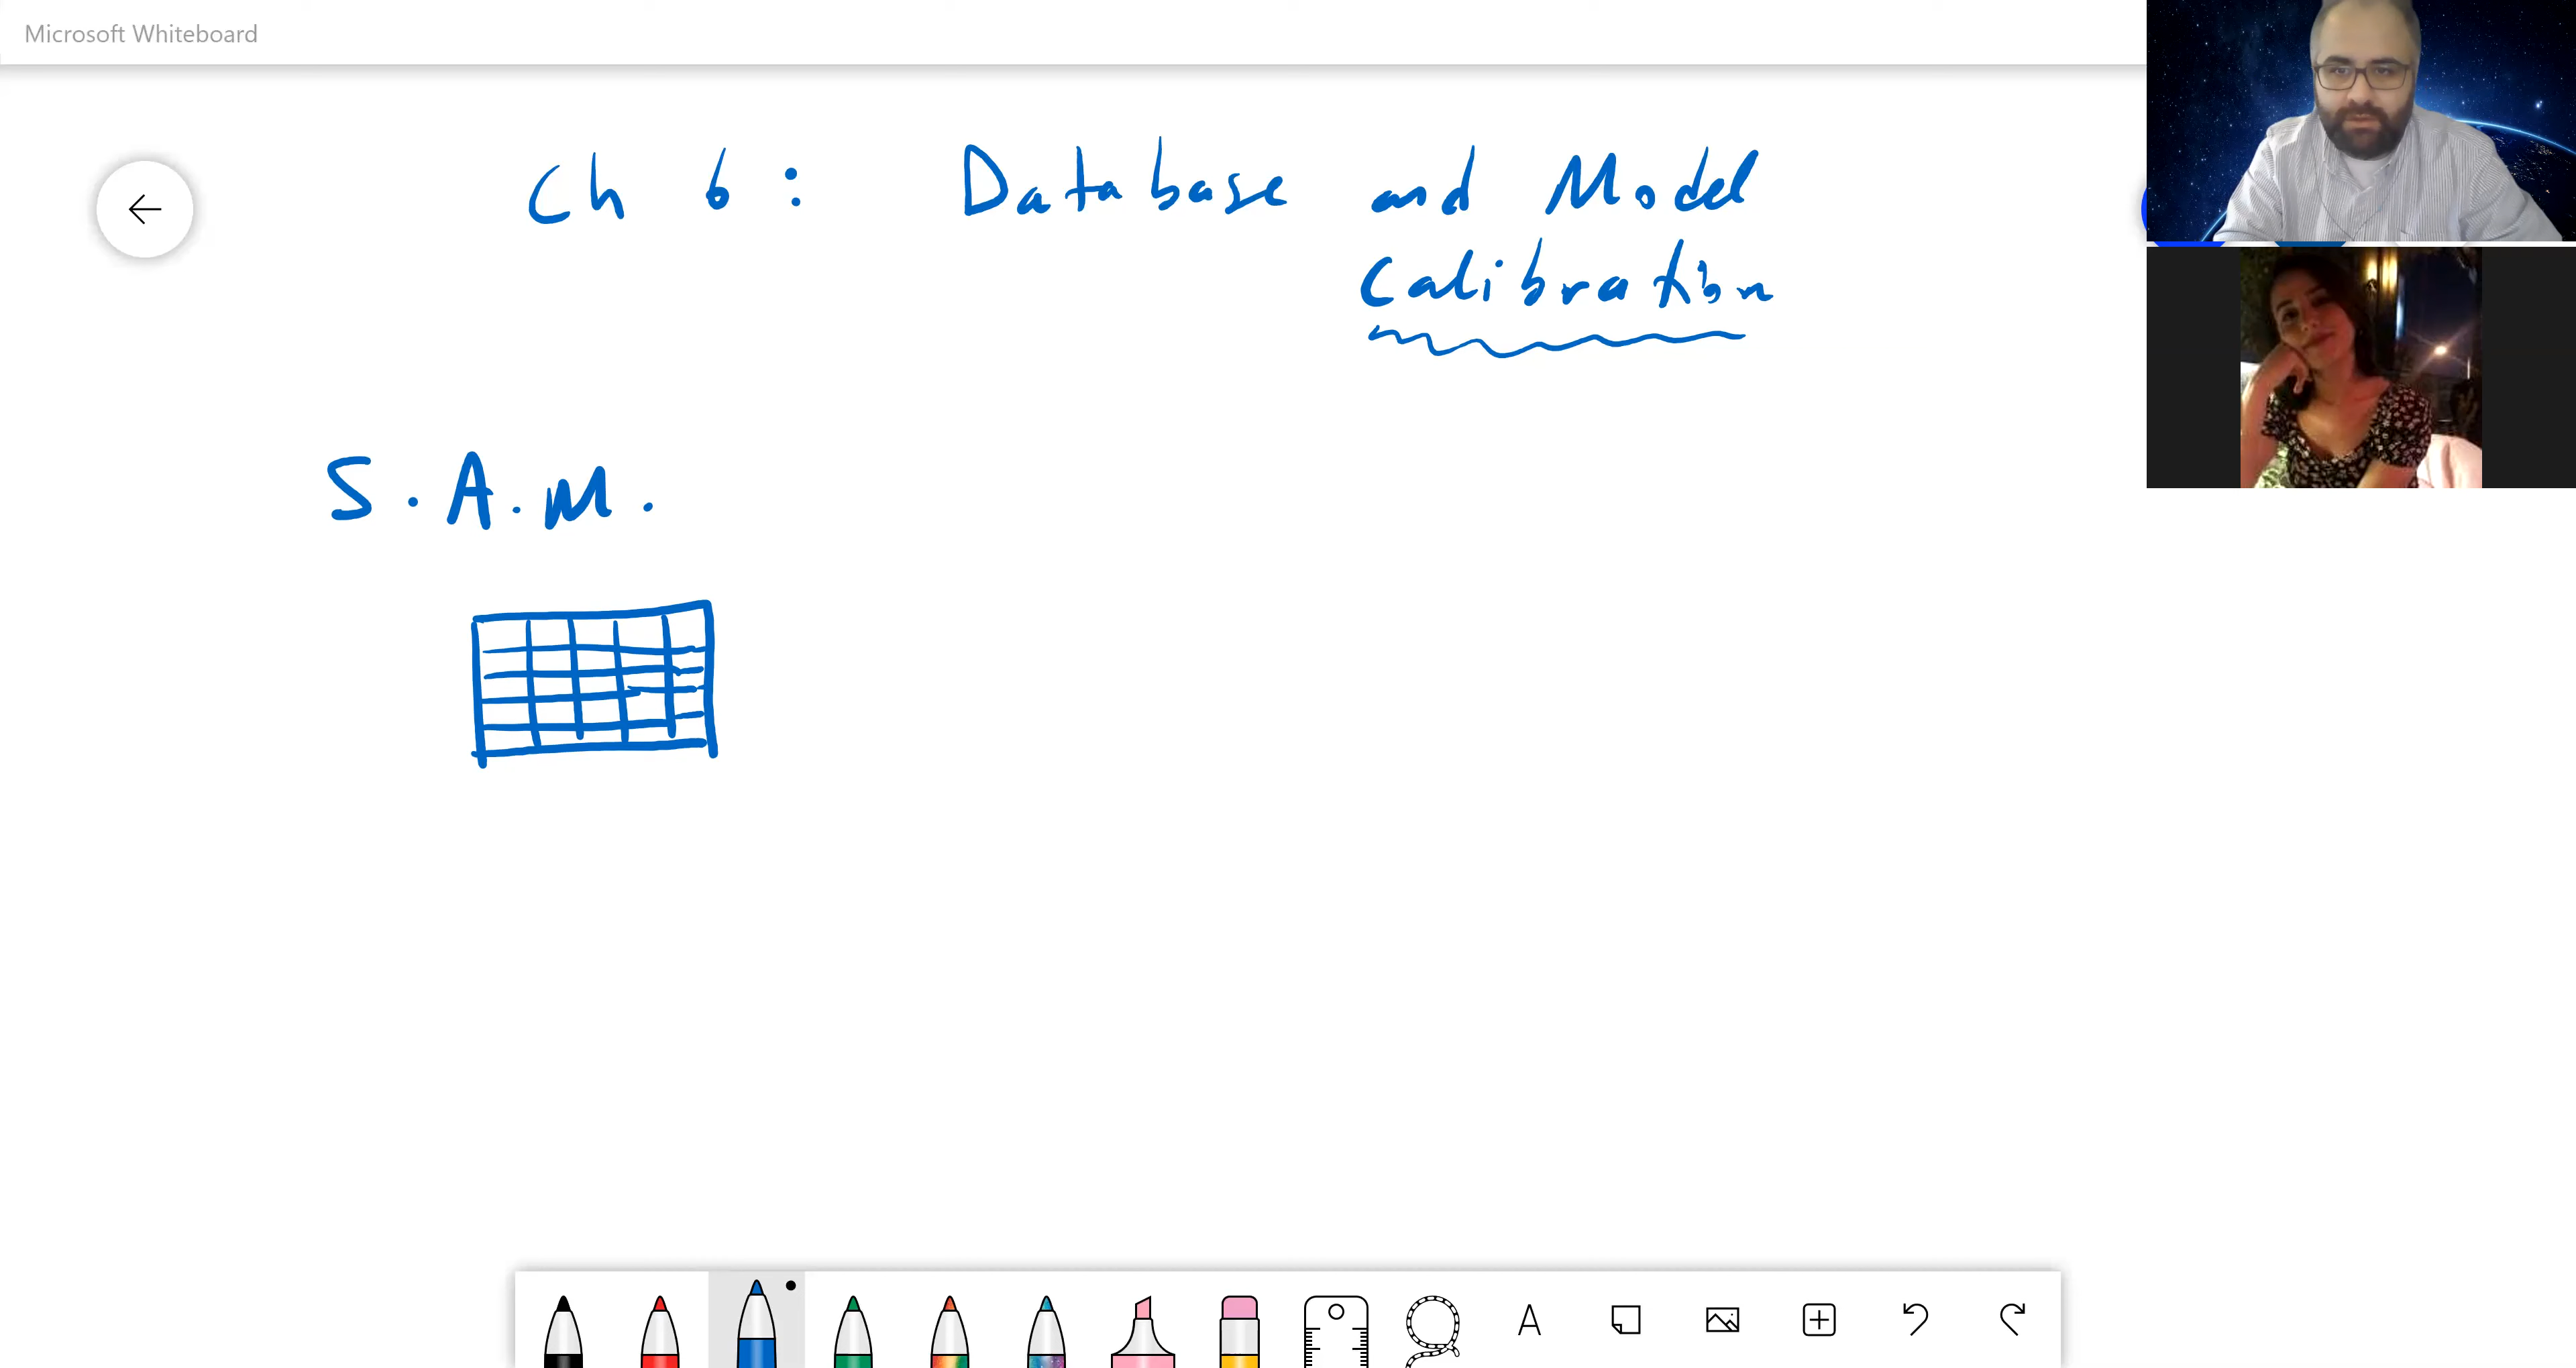 Microsoft Whiteboard
Ch 6 : Database and Model
Calibration
S.A.M.
A